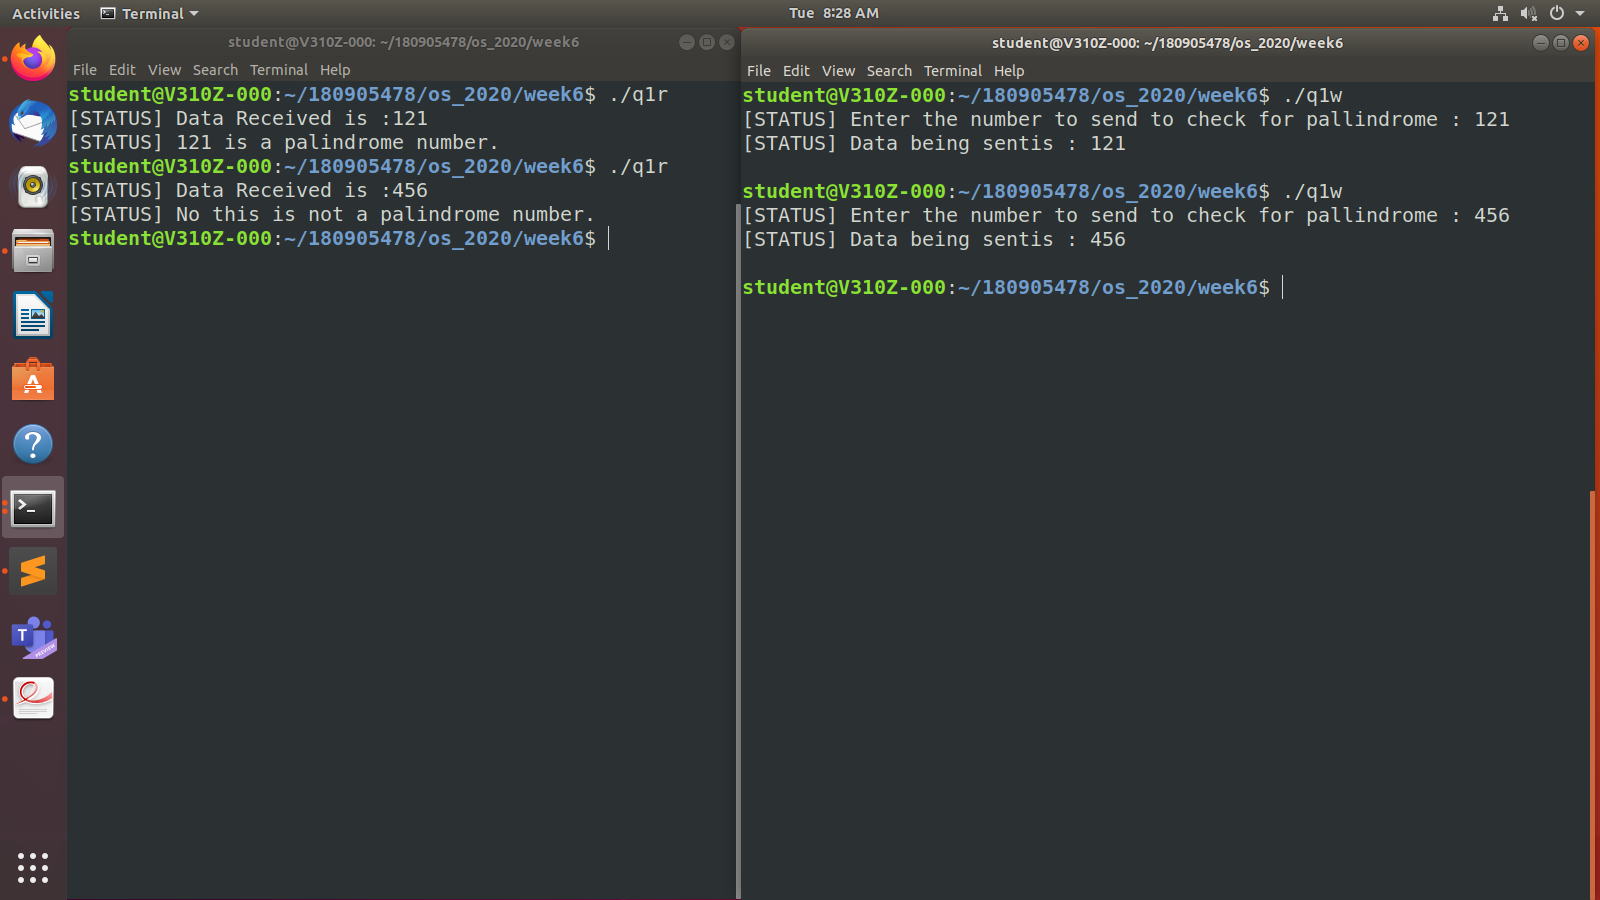 Activities Terminal Tue 8:28 AM
student@V310Z-000: ~/180905478/os_2020/week6
File Edit View Search Terminal Help
student@V310Z-000:~/180905478/os_2020/week6$ ./q1r
[STATUS] Data Received is :121
[STATUS] 121 is a palindrome number.
student@V310Z-000:~/180905478/os_2020/week6$ ./q1r
[STATUS] Data Received is :456
[STATUS] No this is not a palindrome number.
student@V310Z-000:~/180905478/os_2020/week6$
student@V310Z-000: ~/180905478/os_2020/week6
File Edit View Search Terminal Help
student@V310Z-000:~/180905478/os_2020/week6$ ./q1w
[STATUS] Enter the number to send to check for pallindrome : 121
[STATUS] Data being sentis : 121
student@V310Z-000:~/180905478/os_2020/week6$ ./q1w
[STATUS] Enter the number to send to check for pallindrome : 456
[STATUS] Data being sentis : 456
student@V310Z-000:~/180905478/os_2020/week6$
T
PREVIEW